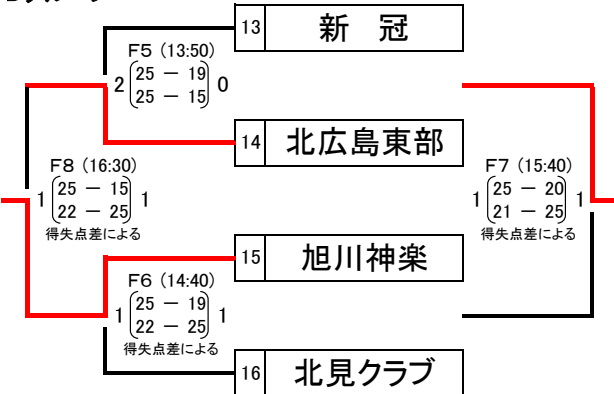 13 新 冠
F5 (13:50)
2 25 － 19 0
25 － 15
14 北広島東部
F8 (16:30)
1 25 － 15 1
22 － 25
得失点差による
F7 (15:40)
1 25 － 20 1
21 － 25
得失点差による
15 旭川神楽
F6 (14:40)
1 25 － 19 1
22 － 25
得失点差による
16 北見クラブ